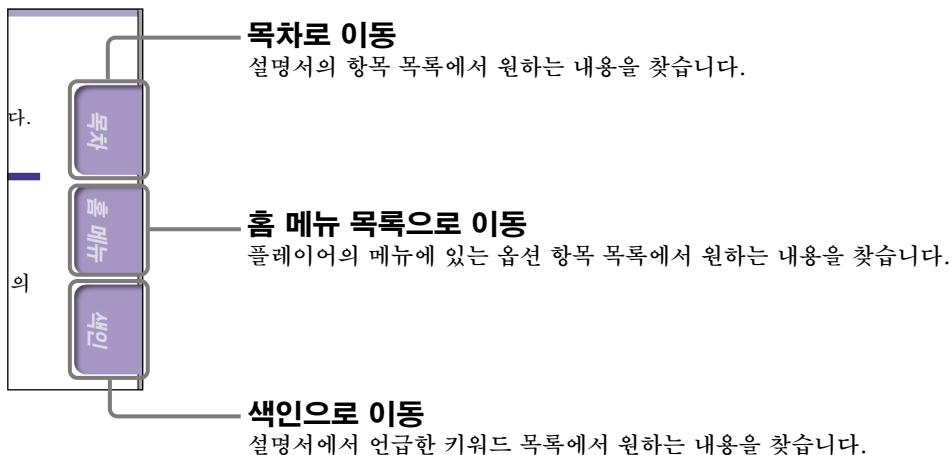 목차로 이동
설명서의 항목 목록에서 원하는 내용을 찾습니다.
다.
목차
홈 메뉴
홈 메뉴 목록으로 이동
플레이어의 메뉴에 있는 옵션 항목 목록에서 원하는 내용을 찾습니다.
의
색인
색인으로 이동
설명서에서 언급한 키워드 목록에서 원하는 내용을 찾습니다.